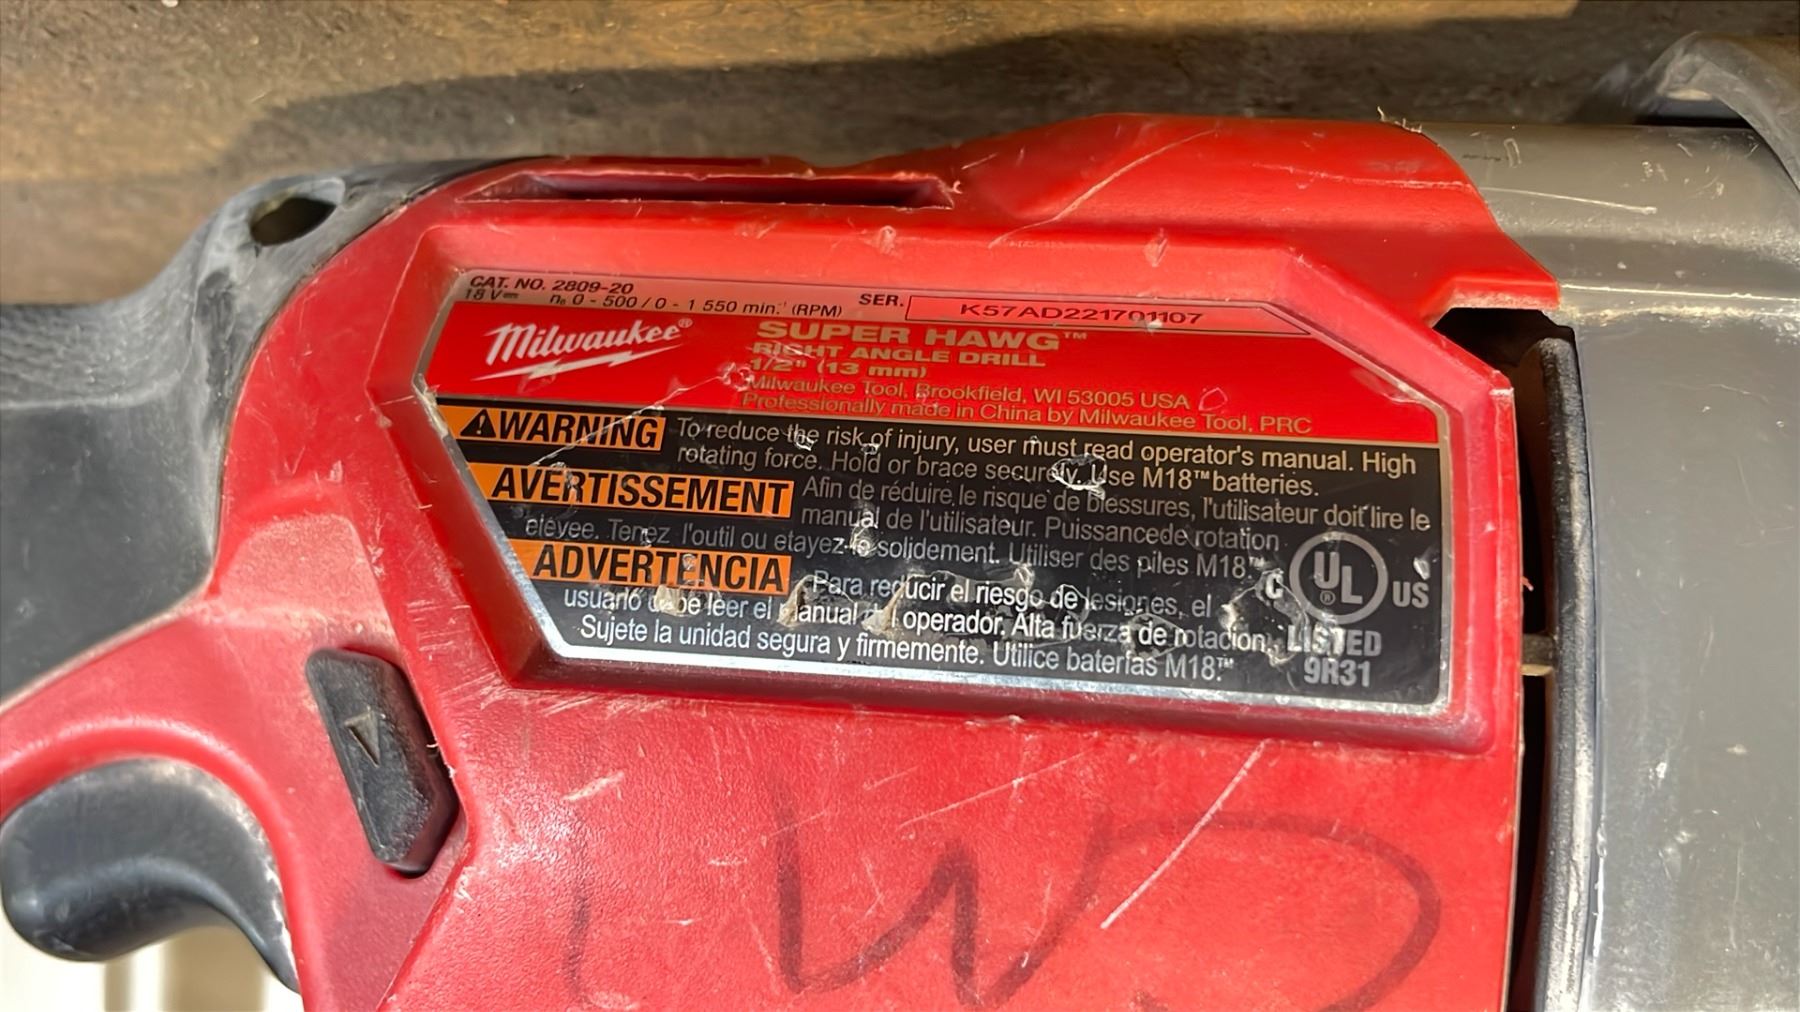 CAT. NO. 2809-20
18 V⎓ n₀ 0 - 500 / 0 - 1 550 min.⁻¹ (RPM) SER. K57AD221701107
Milwaukee®
SUPER HAWG™
RIGHT ANGLE DRILL
1/2" (13 mm)
Milwaukee Tool, Brookfield, WI 53005 USA
Professionally made in China by Milwaukee Tool, PRC
⚠WARNING To reduce the risk of injury, user must read operator's manual. High
rotating force. Hold or brace securely. Use M18™ batteries.
AVERTISSEMENT Afin de réduire le risque de blessures, l'utilisateur doit lire le
manual de l'utilisateur. Puissancede rotation
élevée. Tenez l'outil ou etayez-le solidement. Utiliser des piles M18™
ADVERTENCIA Para reducir el riesgo de lesiones, el
usuario debe leer el manual del operador. Alta fuerza de rotación.
Sujete la unidad segura y firmemente. Utilice baterías M18™.
C UL® US
LISTED
9R31